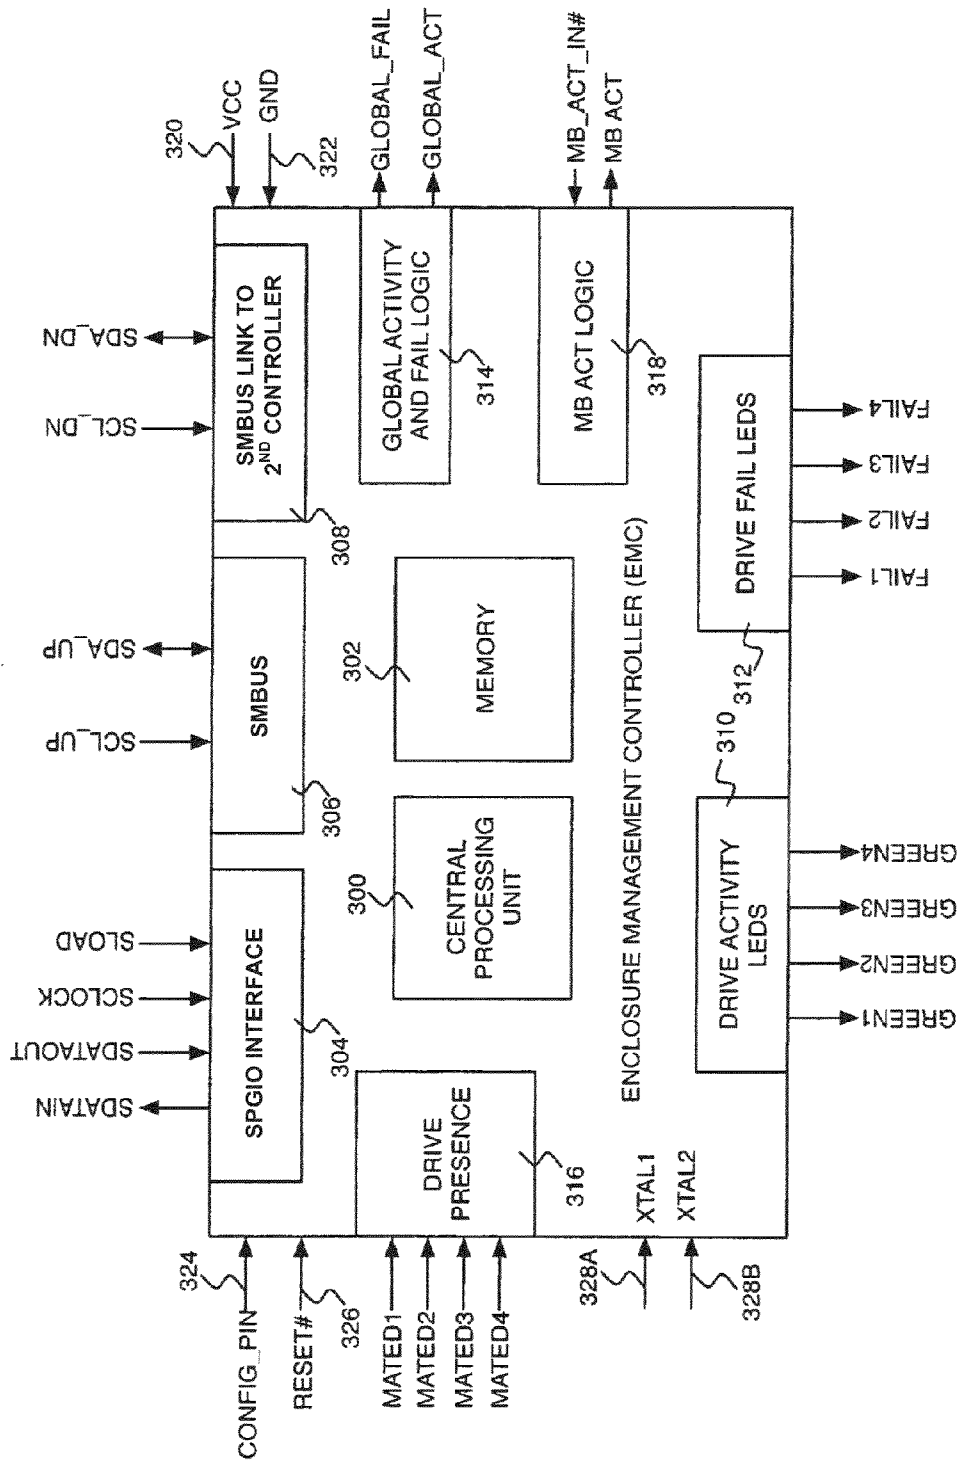 SDATAIN
SDATAOUT
SCLOCK
SLOAD
SCL_UP
SDA_UP
SCL_DN
SDA_DN
324
CONFIG_PIN
RESET#
326
SPGIO INTERFACE
304
SMBUS
306
SMBUS LINK TO
2ND CONTROLLER
308
320
VCC
GND
322
MATED1
MATED2
MATED3
MATED4
DRIVE
PRESENCE
316
300
CENTRAL
PROCESSING
UNIT
302
MEMORY
GLOBAL ACTIVITY
AND FAIL LOGIC
314
GLOBAL_FAIL
GLOBAL_ACT
MB ACT LOGIC
318
MB_ACT_IN#
MB ACT
ENCLOSURE MANAGEMENT CONTROLLER (EMC)
328A
XTAL1
XTAL2
328B
DRIVE ACTIVITY
LEDS
310
DRIVE FAIL LEDS
312
GREEN1
GREEN2
GREEN3
GREEN4
FAIL1
FAIL2
FAIL3
FAIL4